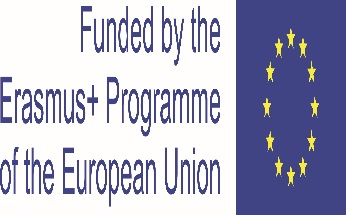 Funded by the
Erasmus+ Programme
of the European Union